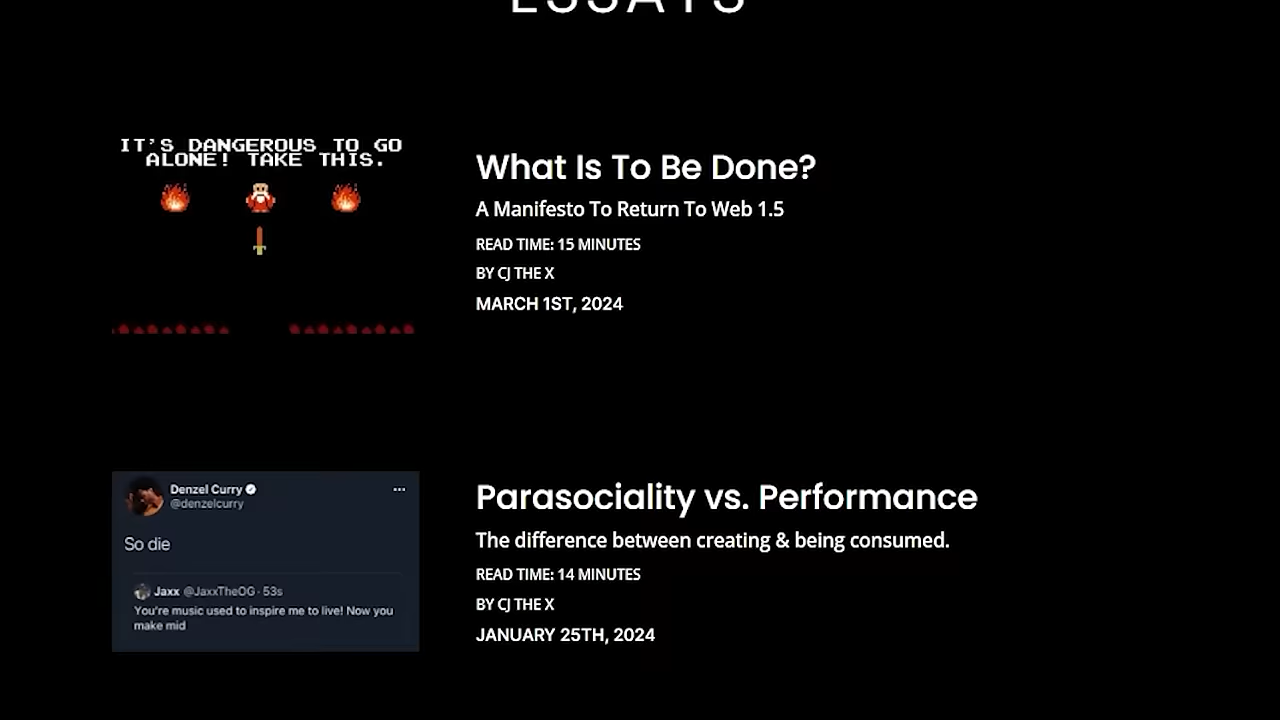 ESSAYS
IT'S DANGEROUS TO GO
ALONE! TAKE THIS.
What Is To Be Done?
A Manifesto To Return To Web 1.5
READ TIME: 15 MINUTES
BY CJ THE X
MARCH 1ST, 2024
Denzel Curry
@denzelcurry
So die
Jaxx @JaxxTheOG · 53s
You're music used to inspire me to live! Now you
make mid
Parasociality vs. Performance
The difference between creating & being consumed.
READ TIME: 14 MINUTES
BY CJ THE X
JANUARY 25TH, 2024